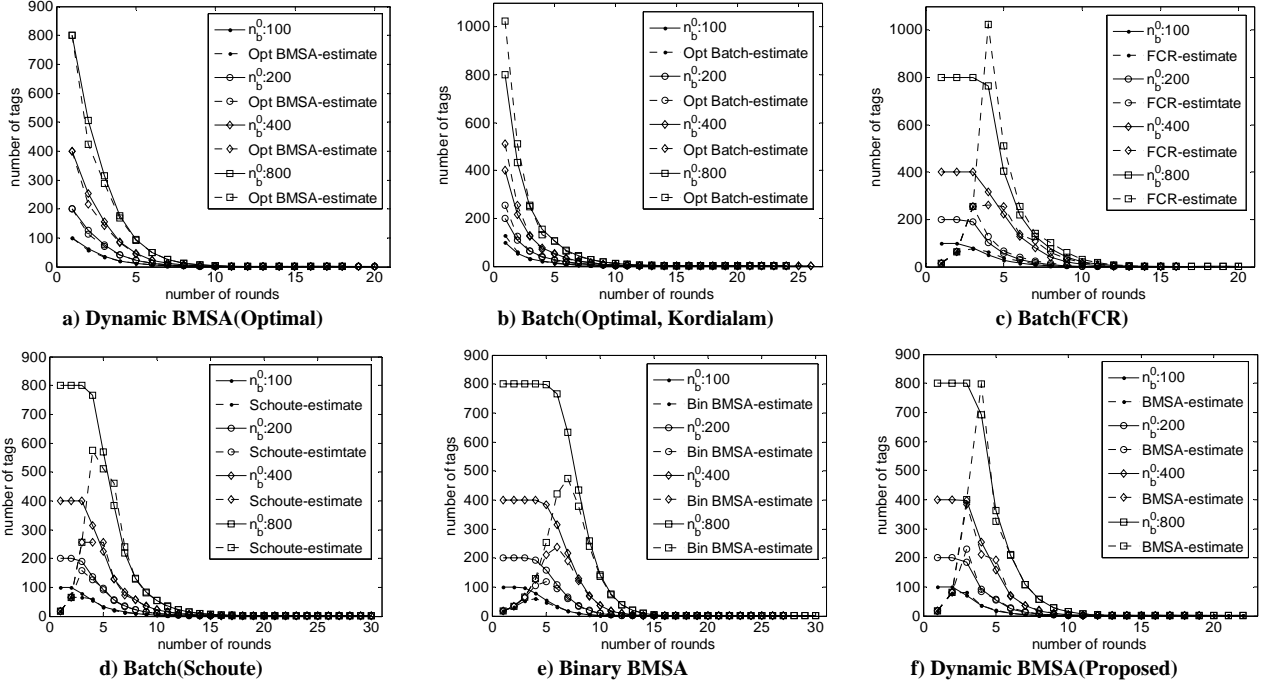 900
800
700
600
500
400
300
200
100
0
0 5 10 15 20
number of tags
number of rounds
n_b^0:100
Opt BMSA-estimate
n_b^0:200
Opt BMSA-estimate
n_b^0:400
Opt BMSA-estimate
n_b^0:800
Opt BMSA-estimate
a) Dynamic BMSA(Optimal)
1000
800
600
400
200
0
0 5 10 15 20 25
number of tags
number of rounds
n_b^0:100
Opt Batch-estimate
n_b^0:200
Opt Batch-estimate
n_b^0:400
Opt Batch-estimate
n_b^0:800
Opt Batch-estimate
b) Batch(Optimal, Kordialam)
1000
800
600
400
200
0
0 5 10 15 20
number of tags
number of rounds
n_b^0:100
FCR-estimate
n_b^0:200
FCR-estimtate
n_b^0:400
FCR-estimate
n_b^0:800
FCR-estimate
c) Batch(FCR)
900
800
700
600
500
400
300
200
100
0
0 5 10 15 20 25 30
number of tags
number of rounds
n_b^0:100
Schoute-estimate
n_b^0:200
Schoute-estimtate
n_b^0:400
Schoute-estimate
n_b^0:800
Schoute-estimate
d) Batch(Schoute)
900
800
700
600
500
400
300
200
100
0
0 5 10 15 20 25 30
number of tags
number of rounds
n_b^0:100
Bin BMSA-estimate
n_b^0:200
Bin BMSA-estimate
n_b^0:400
Bin BMSA-estimate
n_b^0:800
Bin BMSA-estimate
e) Binary BMSA
900
800
700
600
500
400
300
200
100
0
0 5 10 15 20
number of tags
number of rounds
n_b^0:100
BMSA-estimate
n_b^0:200
BMSA-estimate
n_b^0:400
BMSA-estimate
n_b^0:800
BMSA-estimate
f) Dynamic BMSA(Proposed)